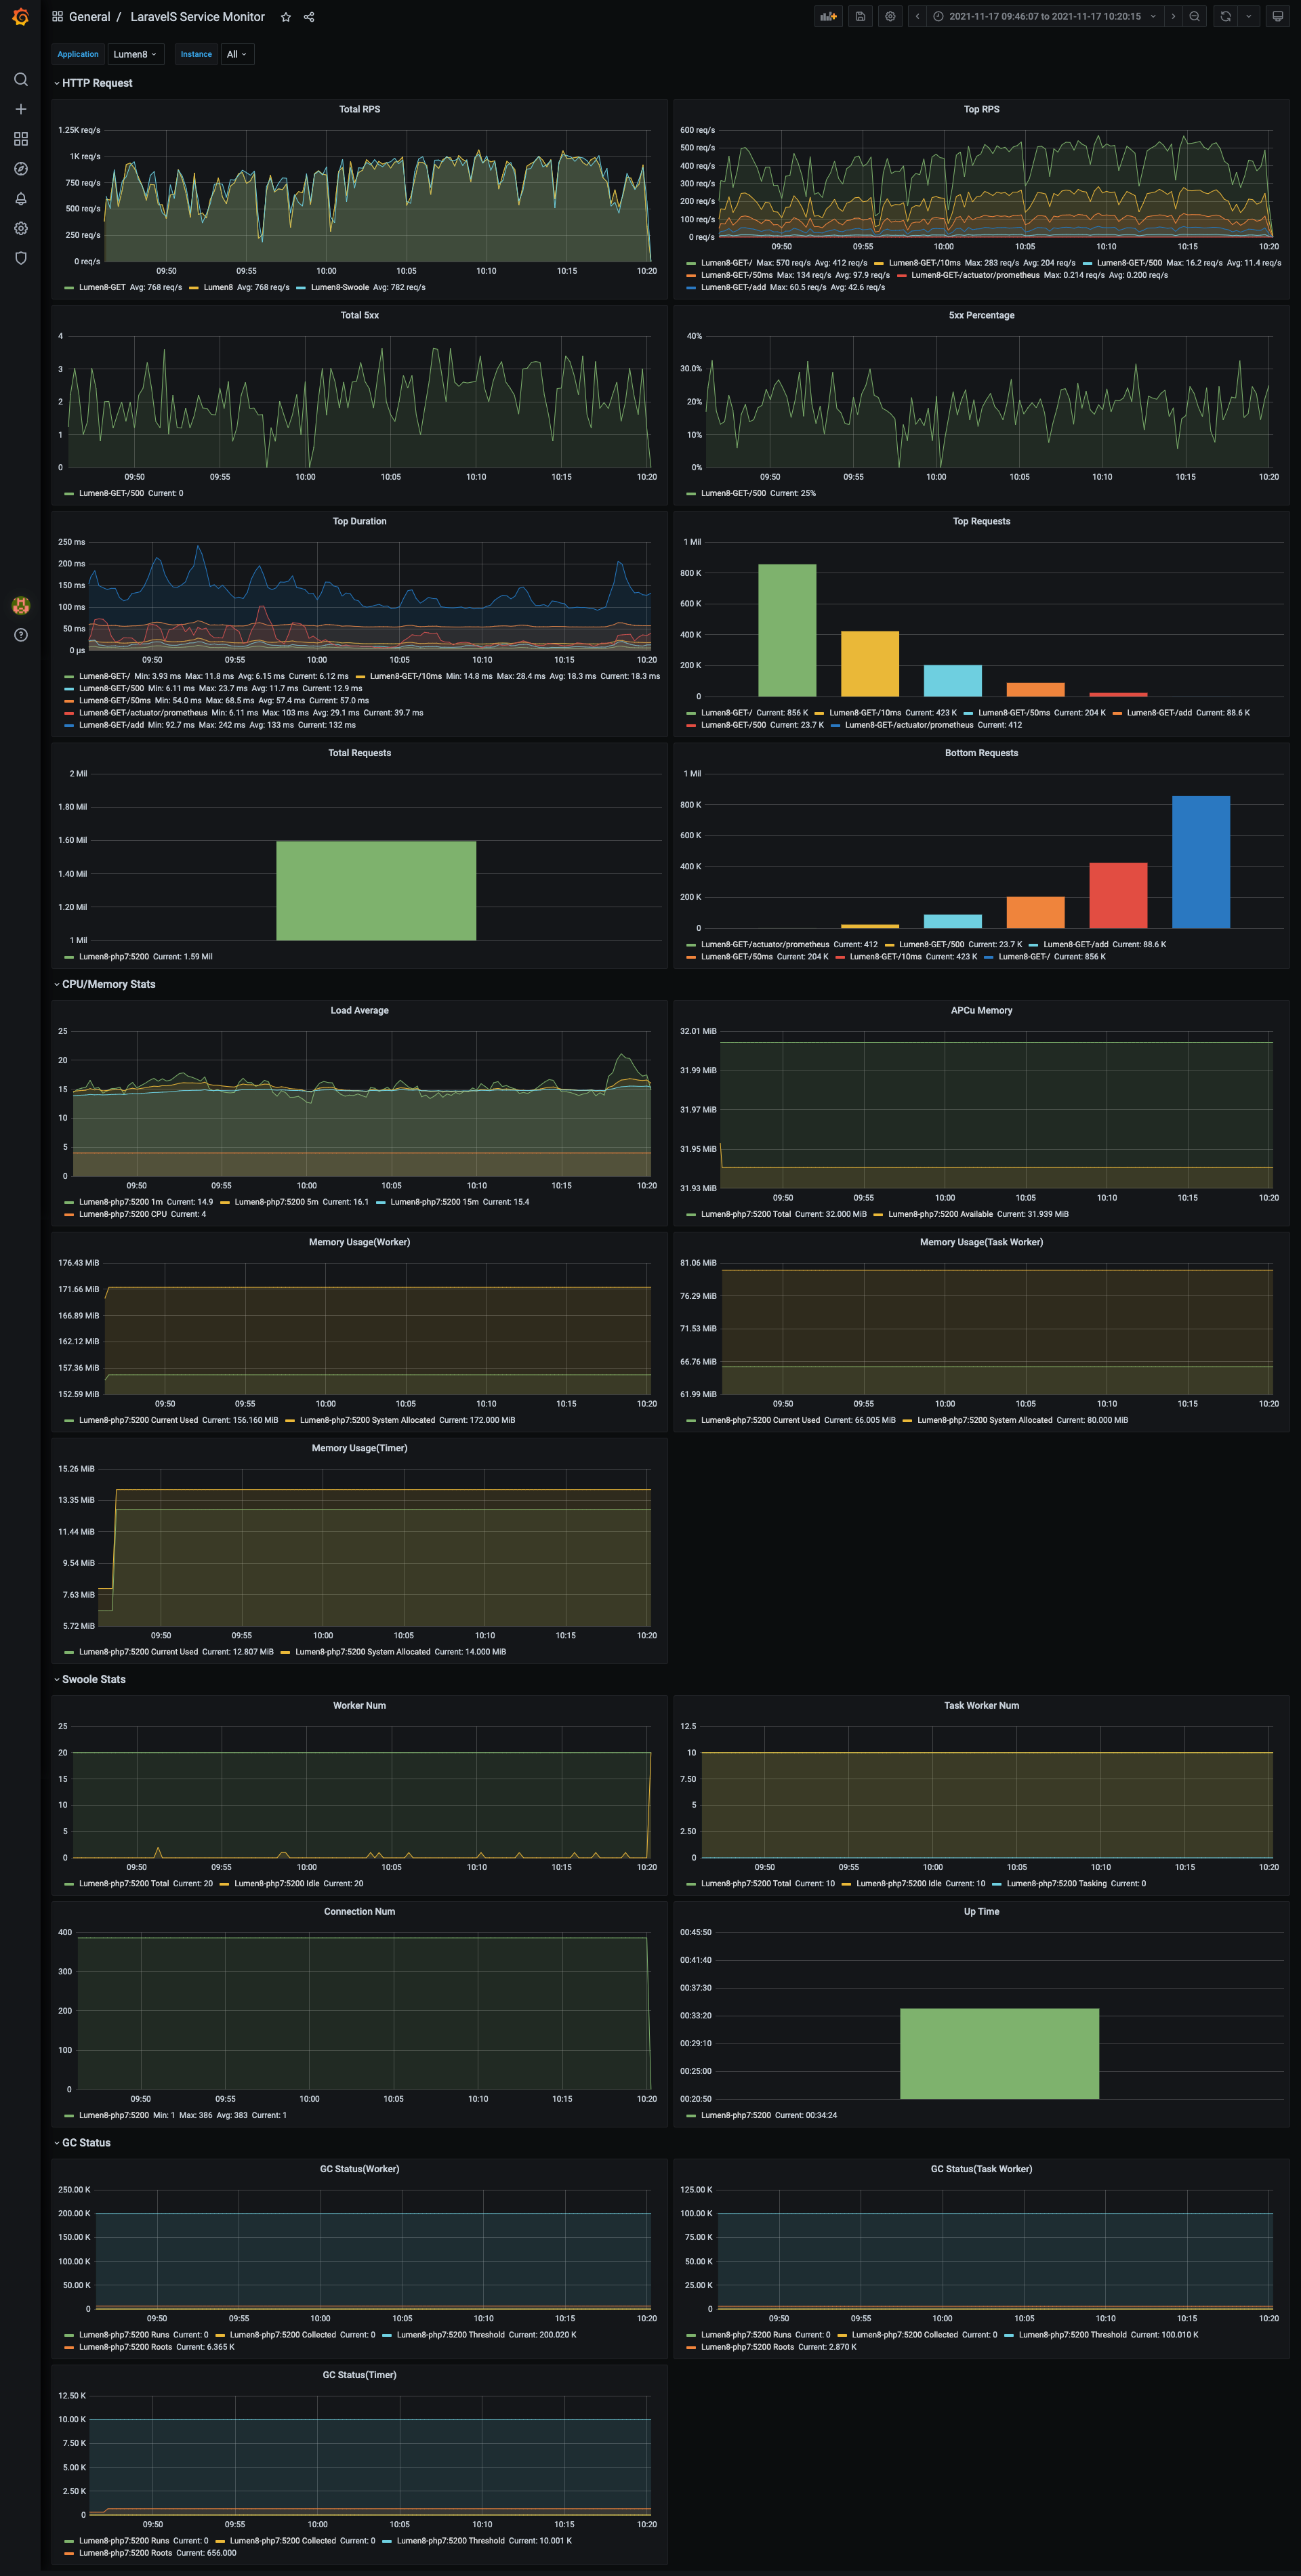 General / LaravelS Service Monitor
2021-11-17 09:46:07 to 2021-11-17 10:20:15
Application Lumen8 Instance All
HTTP Request
Total RPS
1.25K req/s
1K req/s
750 req/s
500 req/s
250 req/s
0 req/s
09:50 09:55 10:00 10:05 10:10 10:15 10:20
Lumen8-GET Avg: 768 req/s Lumen8 Avg: 768 req/s Lumen8-Swoole Avg: 782 req/s
Top RPS
600 req/s
500 req/s
400 req/s
300 req/s
200 req/s
100 req/s
0 req/s
09:50 09:55 10:00 10:05 10:10 10:15 10:20
Lumen8-GET-/ Max: 570 req/s Avg: 412 req/s Lumen8-GET-/10ms Max: 283 req/s Avg: 204 req/s Lumen8-GET-/500 Max: 16.2 req/s Avg: 11.4 req/s
Lumen8-GET-/50ms Max: 134 req/s Avg: 97.9 req/s Lumen8-GET-/actuator/prometheus Max: 0.214 req/s Avg: 0.200 req/s
Lumen8-GET-/add Max: 60.5 req/s Avg: 42.6 req/s
Total 5xx
4
3
2
1
0
09:50 09:55 10:00 10:05 10:10 10:15 10:20
Lumen8-GET-/500 Current: 0
5xx Percentage
40%
30.0%
20%
10%
0%
09:50 09:55 10:00 10:05 10:10 10:15 10:20
Lumen8-GET-/500 Current: 25%
Top Duration
250 ms
200 ms
150 ms
100 ms
50 ms
0 µs
09:50 09:55 10:00 10:05 10:10 10:15 10:20
Lumen8-GET-/ Min: 3.93 ms Max: 11.8 ms Avg: 6.15 ms Current: 6.12 ms Lumen8-GET-/10ms Min: 14.8 ms Max: 28.4 ms Avg: 18.3 ms Current: 18.3 ms
Lumen8-GET-/500 Min: 6.11 ms Max: 23.7 ms Avg: 11.7 ms Current: 12.9 ms
Lumen8-GET-/50ms Min: 54.0 ms Max: 68.5 ms Avg: 57.4 ms Current: 57.0 ms
Lumen8-GET-/actuator/prometheus Min: 6.11 ms Max: 103 ms Avg: 29.1 ms Current: 39.7 ms
Lumen8-GET-/add Min: 92.7 ms Max: 242 ms Avg: 133 ms Current: 132 ms
Top Requests
1 Mil
800 K
600 K
400 K
200 K
0
Lumen8-GET-/ Current: 856 K Lumen8-GET-/10ms Current: 423 K Lumen8-GET-/50ms Current: 204 K Lumen8-GET-/add Current: 88.6 K
Lumen8-GET-/500 Current: 23.7 K Lumen8-GET-/actuator/prometheus Current: 412
Total Requests
2 Mil
1.80 Mil
1.60 Mil
1.40 Mil
1.20 Mil
1 Mil
Lumen8-php7:5200 Current: 1.59 Mil
Bottom Requests
1 Mil
800 K
600 K
400 K
200 K
0
Lumen8-GET-/actuator/prometheus Current: 412 Lumen8-GET-/500 Current: 23.7 K Lumen8-GET-/add Current: 88.6 K
Lumen8-GET-/50ms Current: 204 K Lumen8-GET-/10ms Current: 423 K Lumen8-GET-/ Current: 856 K
CPU/Memory Stats
Load Average
25
20
15
10
5
0
09:50 09:55 10:00 10:05 10:10 10:15 10:20
Lumen8-php7:5200 1m Current: 14.9 Lumen8-php7:5200 5m Current: 16.1 Lumen8-php7:5200 15m Current: 15.4
Lumen8-php7:5200 CPU Current: 4
APCu Memory
32.01 MiB
31.99 MiB
31.97 MiB
31.95 MiB
31.93 MiB
09:50 09:55 10:00 10:05 10:10 10:15 10:20
Lumen8-php7:5200 Total Current: 32.000 MiB Lumen8-php7:5200 Available Current: 31.939 MiB
Memory Usage(Worker)
176.43 MiB
171.66 MiB
166.89 MiB
162.12 MiB
157.36 MiB
152.59 MiB
09:50 09:55 10:00 10:05 10:10 10:15 10:20
Lumen8-php7:5200 Current Used Current: 156.160 MiB Lumen8-php7:5200 System Allocated Current: 172.000 MiB
Memory Usage(Task Worker)
81.06 MiB
76.29 MiB
71.53 MiB
66.76 MiB
61.99 MiB
09:50 09:55 10:00 10:05 10:10 10:15 10:20
Lumen8-php7:5200 Current Used Current: 66.005 MiB Lumen8-php7:5200 System Allocated Current: 80.000 MiB
Memory Usage(Timer)
15.26 MiB
13.35 MiB
11.44 MiB
9.54 MiB
7.63 MiB
5.72 MiB
09:50 09:55 10:00 10:05 10:10 10:15 10:20
Lumen8-php7:5200 Current Used Current: 12.807 MiB Lumen8-php7:5200 System Allocated Current: 14.000 MiB
Swoole Stats
Worker Num
25
20
15
10
5
0
09:50 09:55 10:00 10:05 10:10 10:15 10:20
Lumen8-php7:5200 Total Current: 20 Lumen8-php7:5200 Idle Current: 20
Task Worker Num
12.5
10
7.50
5
2.50
0
09:50 09:55 10:00 10:05 10:10 10:15 10:20
Lumen8-php7:5200 Total Current: 10 Lumen8-php7:5200 Idle Current: 10 Lumen8-php7:5200 Tasking Current: 0
Connection Num
400
300
200
100
0
09:50 09:55 10:00 10:05 10:10 10:15 10:20
Lumen8-php7:5200 Min: 1 Max: 386 Avg: 383 Current: 1
Up Time
00:45:50
00:41:40
00:37:30
00:33:20
00:29:10
00:25:00
00:20:50
Lumen8-php7:5200 Current: 00:34:24
GC Status
GC Status(Worker)
250.00 K
200.00 K
150.00 K
100.00 K
50.00 K
0
09:50 09:55 10:00 10:05 10:10 10:15 10:20
Lumen8-php7:5200 Runs Current: 0 Lumen8-php7:5200 Collected Current: 0 Lumen8-php7:5200 Threshold Current: 200.020 K
Lumen8-php7:5200 Roots Current: 6.365 K
GC Status(Task Worker)
125.00 K
100.00 K
75.00 K
50.00 K
25.00 K
0
09:50 09:55 10:00 10:05 10:10 10:15 10:20
Lumen8-php7:5200 Runs Current: 0 Lumen8-php7:5200 Collected Current: 0 Lumen8-php7:5200 Threshold Current: 100.010 K
Lumen8-php7:5200 Roots Current: 2.870 K
GC Status(Timer)
12.50 K
10.00 K
7.50 K
5.00 K
2.50 K
0
09:50 09:55 10:00 10:05 10:10 10:15 10:20
Lumen8-php7:5200 Runs Current: 0 Lumen8-php7:5200 Collected Current: 0 Lumen8-php7:5200 Threshold Current: 10.001 K
Lumen8-php7:5200 Roots Current: 656.000